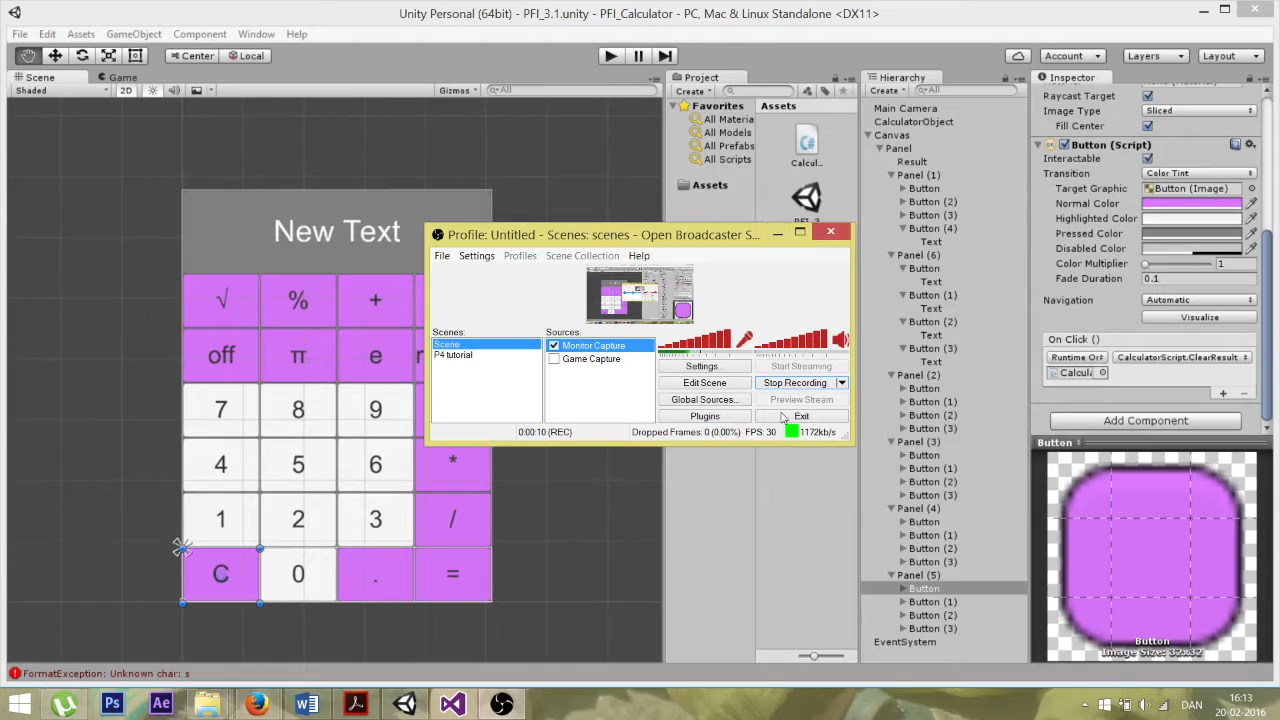 Unity Personal (64bit) - PFI_3.1.unity - PFI_Calculator - PC, Mac & Linux Standalone <DX11>
File Edit Assets GameObject Component Window Help
Center Local Account Layers Layout
Scene Game
Shaded 2D Gizmos All
New Text
√ % +
off π e
7 8 9
4 5 6 *
1 2 3 /
C 0 . =
FormatException: Unknown char: s
Project
Create
Favorites
All Materia
All Models
All Prefabs
All Scripts
Assets
Assets
Calcul...
Profile: Untitled - Scenes: scenes - Open Broadcaster S...
File Settings Profiles Scene Collection Help
Scenes:
Scene
P4 tutorial
Sources:
Monitor Capture
Game Capture
Settings... Start Streaming
Edit Scene Stop Recording
Global Sources... Preview Stream
Plugins Exit
0:00:10 (REC) Dropped Frames: 0 (0.00%) FPS: 30 1172kb/s
Hierarchy
Create All
Main Camera
CalculatorObject
Canvas
Panel
Result
Panel (1)
Button
Button (2)
Button (3)
Button (4)
Text
Panel (6)
Button
Text
Button (1)
Text
Button (2)
Text
Button (3)
Text
Panel (2)
Button
Button (1)
Button (2)
Button (3)
Panel (3)
Button
Button (1)
Button (2)
Button (3)
Panel (4)
Button
Button (1)
Button (2)
Button (3)
Panel (5)
Button
Button (1)
Button (2)
Button (3)
EventSystem
Inspector
Raycast Target
Image Type Sliced
Fill Center
Button (Script)
Interactable
Transition Color Tint
Target Graphic Button (Image)
Normal Color
Highlighted Color
Pressed Color
Disabled Color
Color Multiplier 1
Fade Duration 0.1
Navigation Automatic
Visualize
On Click ()
Runtime Or CalculatorScript.ClearResult
Calcula
Add Component
Button
Button
Image Size: 32x32
Ps Ae
DAN
16:13
20-02-2016